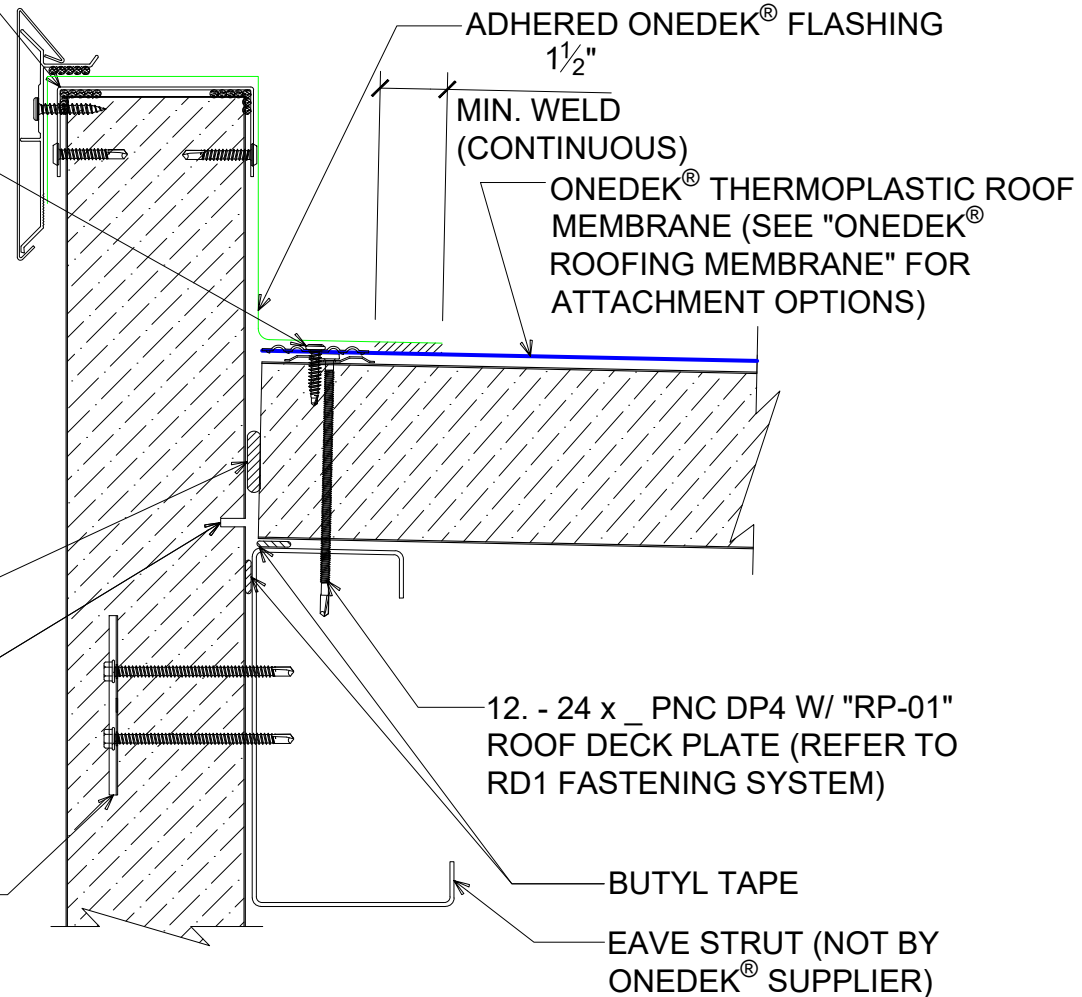 ADHERED ONEDEK® FLASHING
1½"
MIN. WELD
(CONTINUOUS)
ONEDEK® THERMOPLASTIC ROOF
MEMBRANE (SEE "ONEDEK®
ROOFING MEMBRANE" FOR
ATTACHMENT OPTIONS)
12. - 24 x _ PNC DP4 W/ "RP-01"
ROOF DECK PLATE (REFER TO
RD1 FASTENING SYSTEM)
BUTYL TAPE
EAVE STRUT (NOT BY
ONEDEK® SUPPLIER)